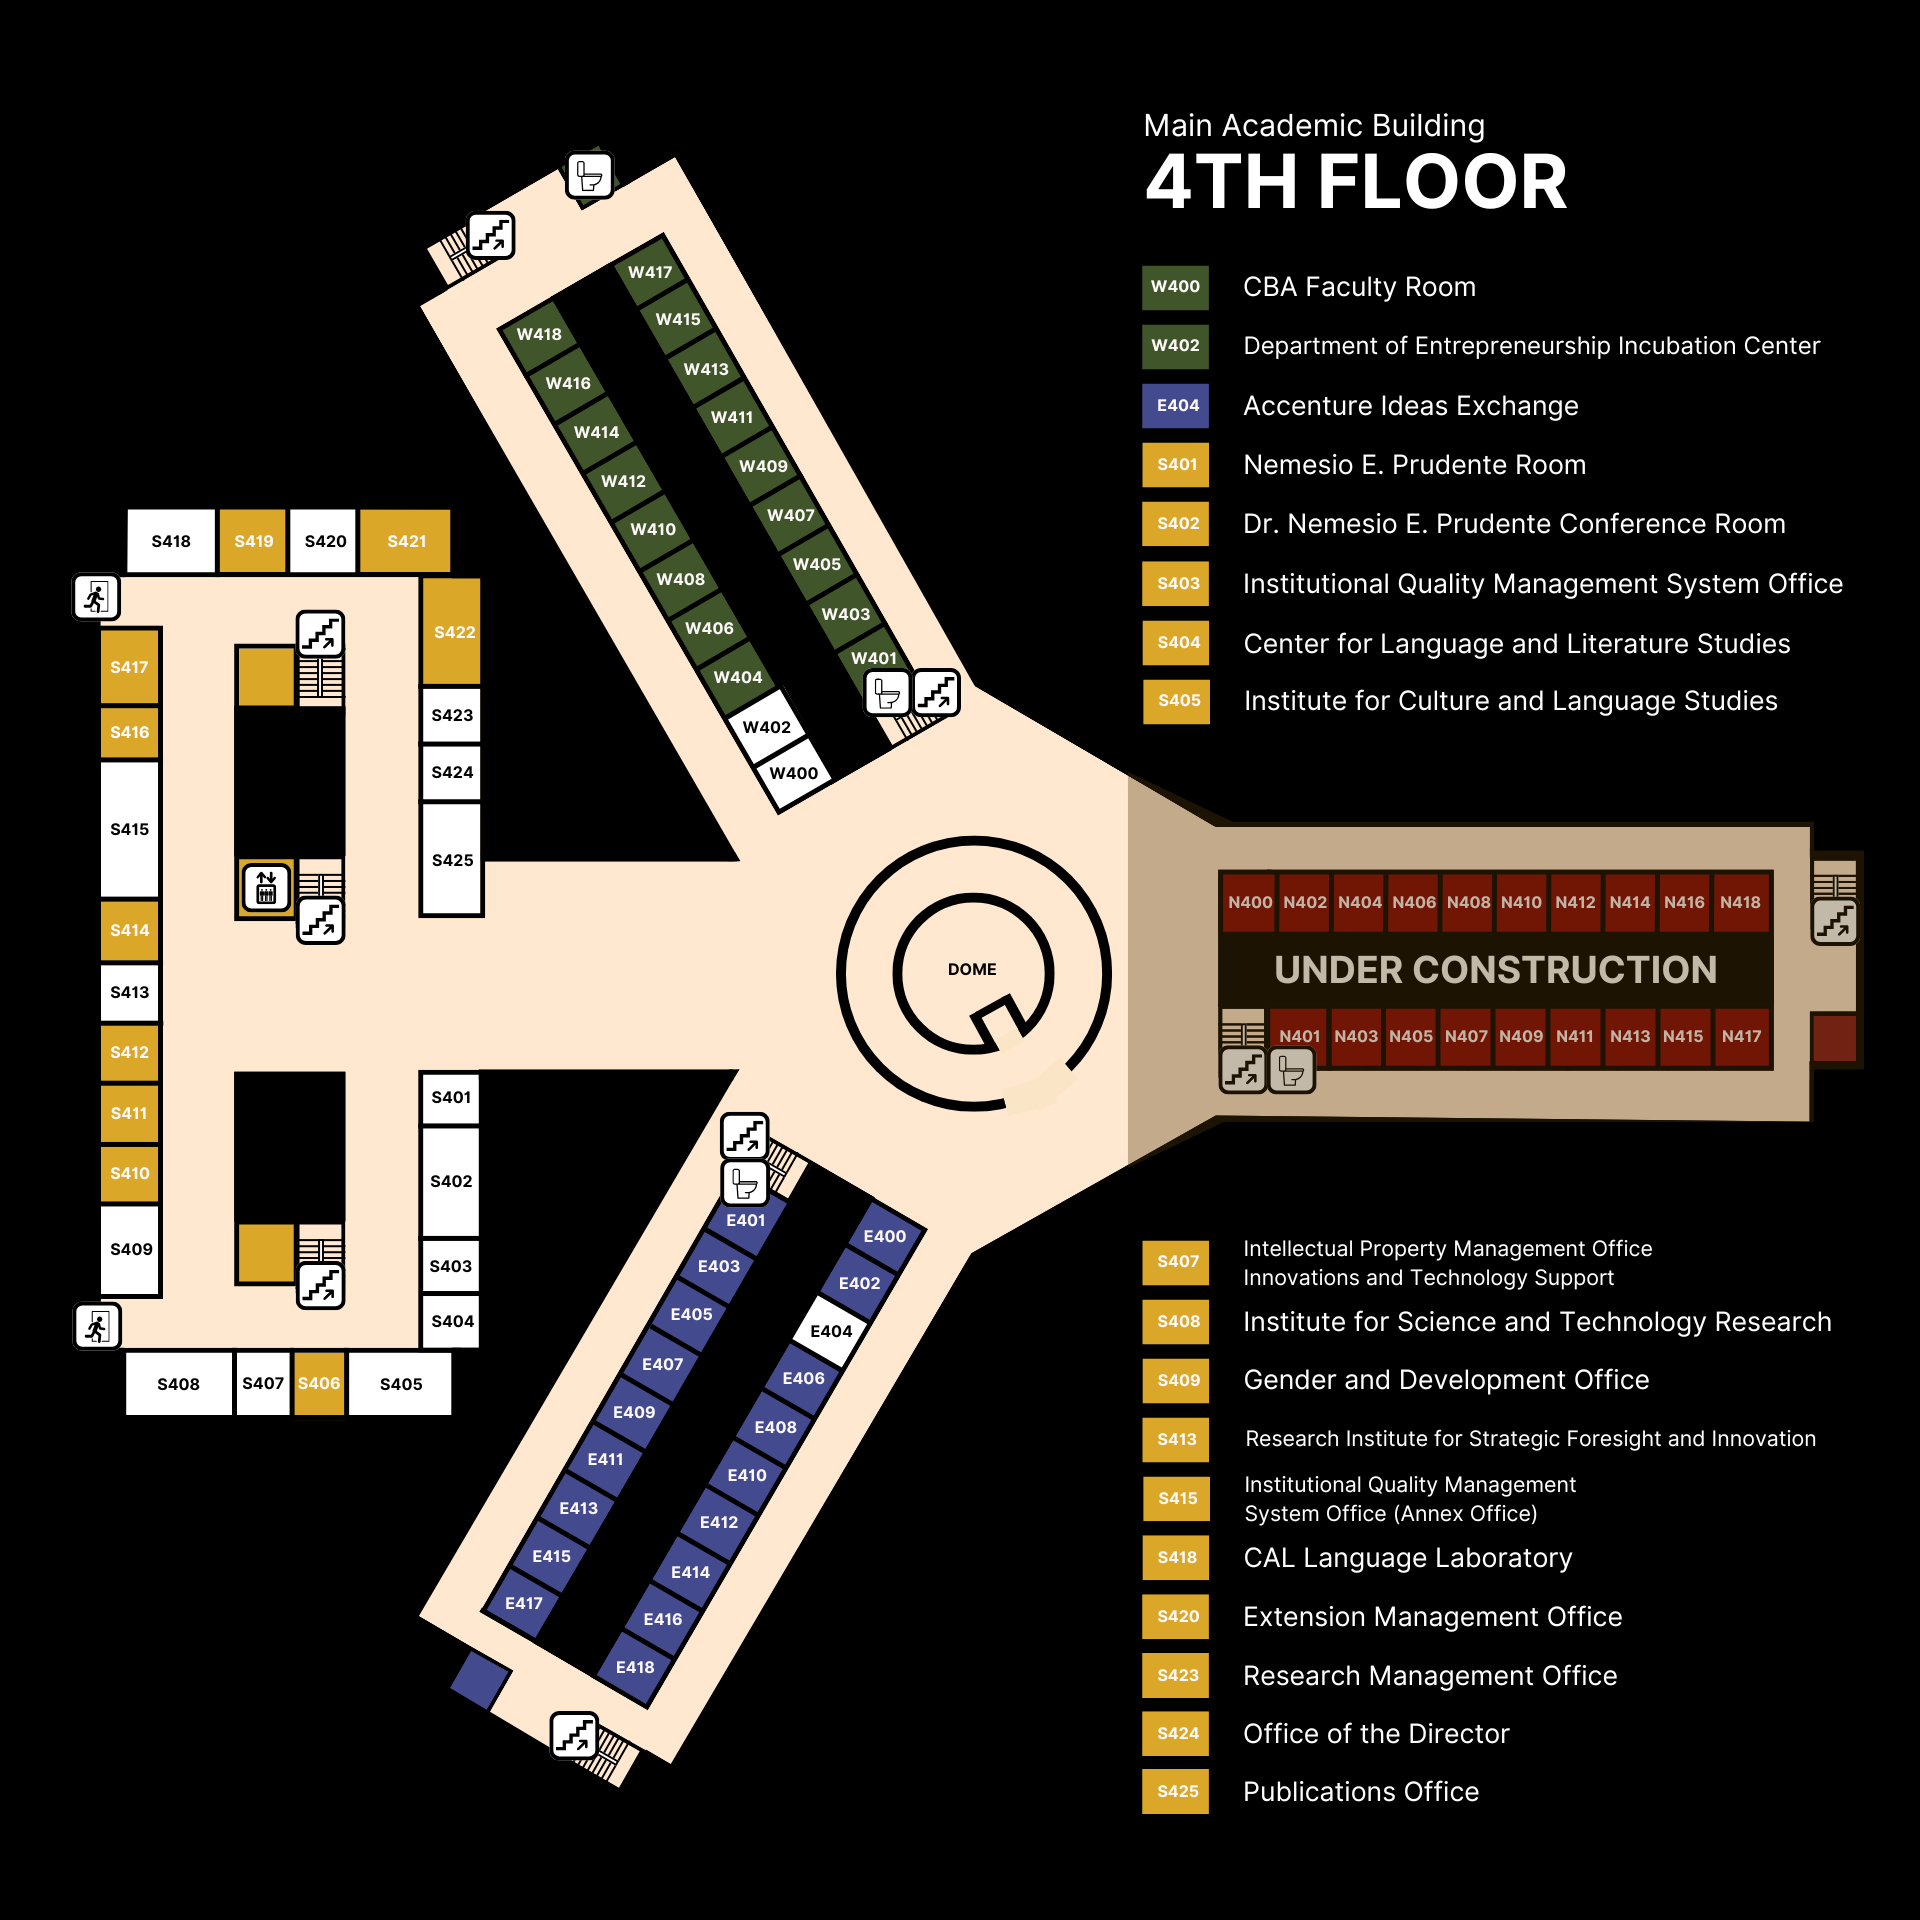 Main Academic Building
4TH FLOOR
W400 CBA Faculty Room
W402 Department of Entrepreneurship Incubation Center
E404 Accenture Ideas Exchange
S401 Nemesio E. Prudente Room
S402 Dr. Nemesio E. Prudente Conference Room
S403 Institutional Quality Management System Office
S404 Center for Language and Literature Studies
S405 Institute for Culture and Language Studies
W417
W415
W413
W411
W409
W407
W405
W403
W401
W418
W416
W414
W412
W410
W408
W406
W404
W402
W400
S418 S419 S420 S421
S422
S423
S424
S425
S417
S416
S415
S414
S413
S412
S411
S410
S409
S401
S402
S403
S404
S408 S407 S406 S405
DOME
N400 N402 N404 N406 N408 N410 N412 N414 N416 N418
UNDER CONSTRUCTION
N401 N403 N405 N407 N409 N411 N413 N415 N417
E401
E403
E405
E407
E409
E411
E413
E415
E417
E400
E402
E404
E406
E408
E410
E412
E414
E416
E418
S407 Intellectual Property Management Office
Innovations and Technology Support
S408 Institute for Science and Technology Research
S409 Gender and Development Office
S413 Research Institute for Strategic Foresight and Innovation
S415 Institutional Quality Management
System Office (Annex Office)
S418 CAL Language Laboratory
S420 Extension Management Office
S423 Research Management Office
S424 Office of the Director
S425 Publications Office